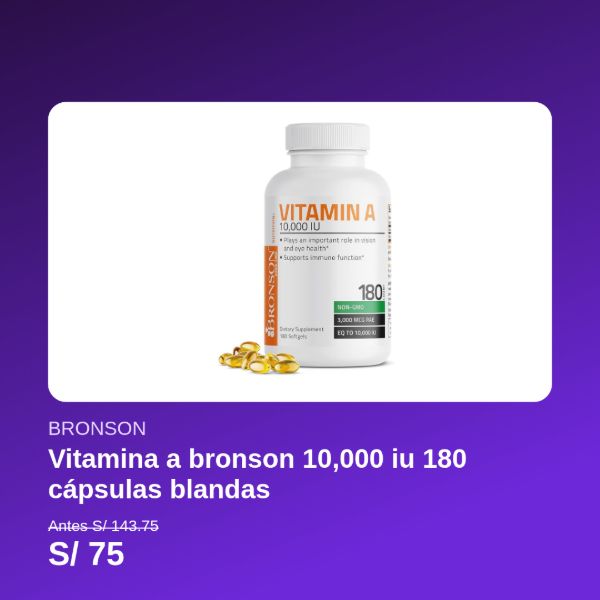 VITAMIN A
10,000 IU
• Plays an important role in vision
and eye health*
• Supports immune function*
BRONSON
180
NON-GMO
3,000 MCG RAE
EQ TO 10,000 IU
Dietary Supplement
180 Softgels
BRONSON
Vitamina a bronson 10,000 iu 180
cápsulas blandas
Antes S/ 143.75
S/ 75